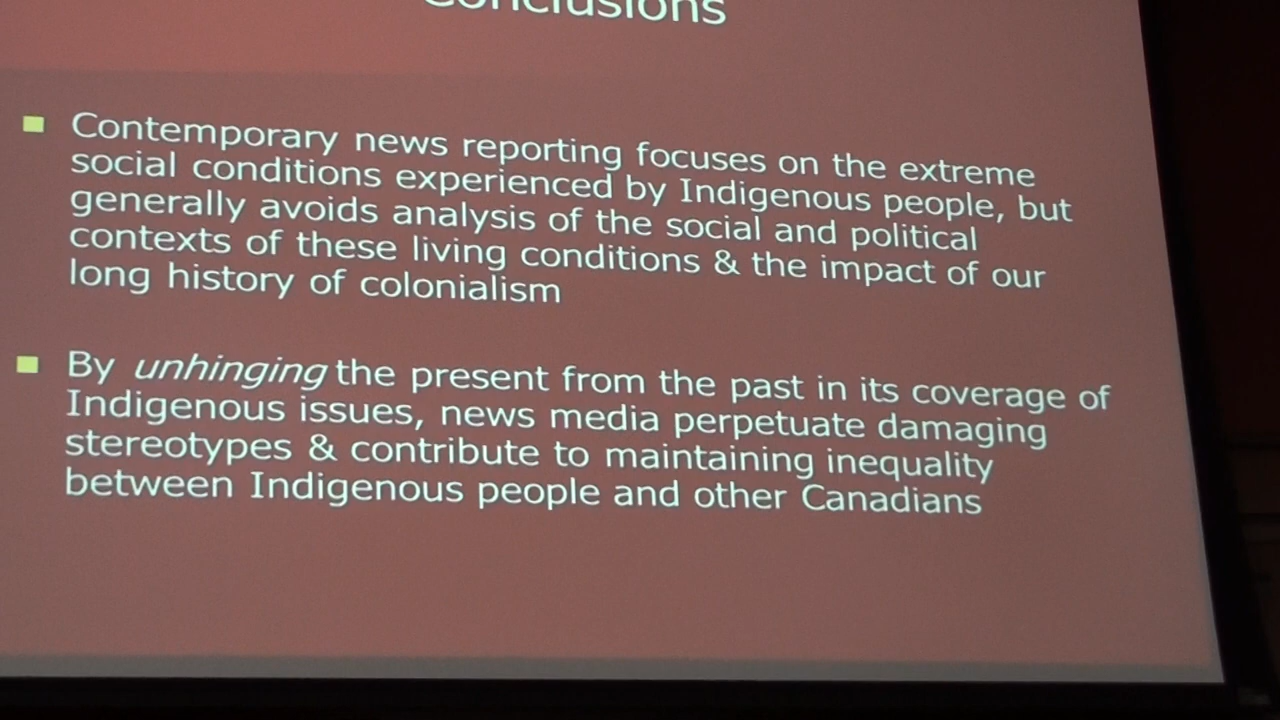 Conclusions
Contemporary news reporting focuses on the extreme
social conditions experienced by Indigenous people, but
generally avoids analysis of the social and political
contexts of these living conditions & the impact of our
long history of colonialism
By unhinging the present from the past in its coverage of
Indigenous issues, news media perpetuate damaging
stereotypes & contribute to maintaining inequality
between Indigenous people and other Canadians